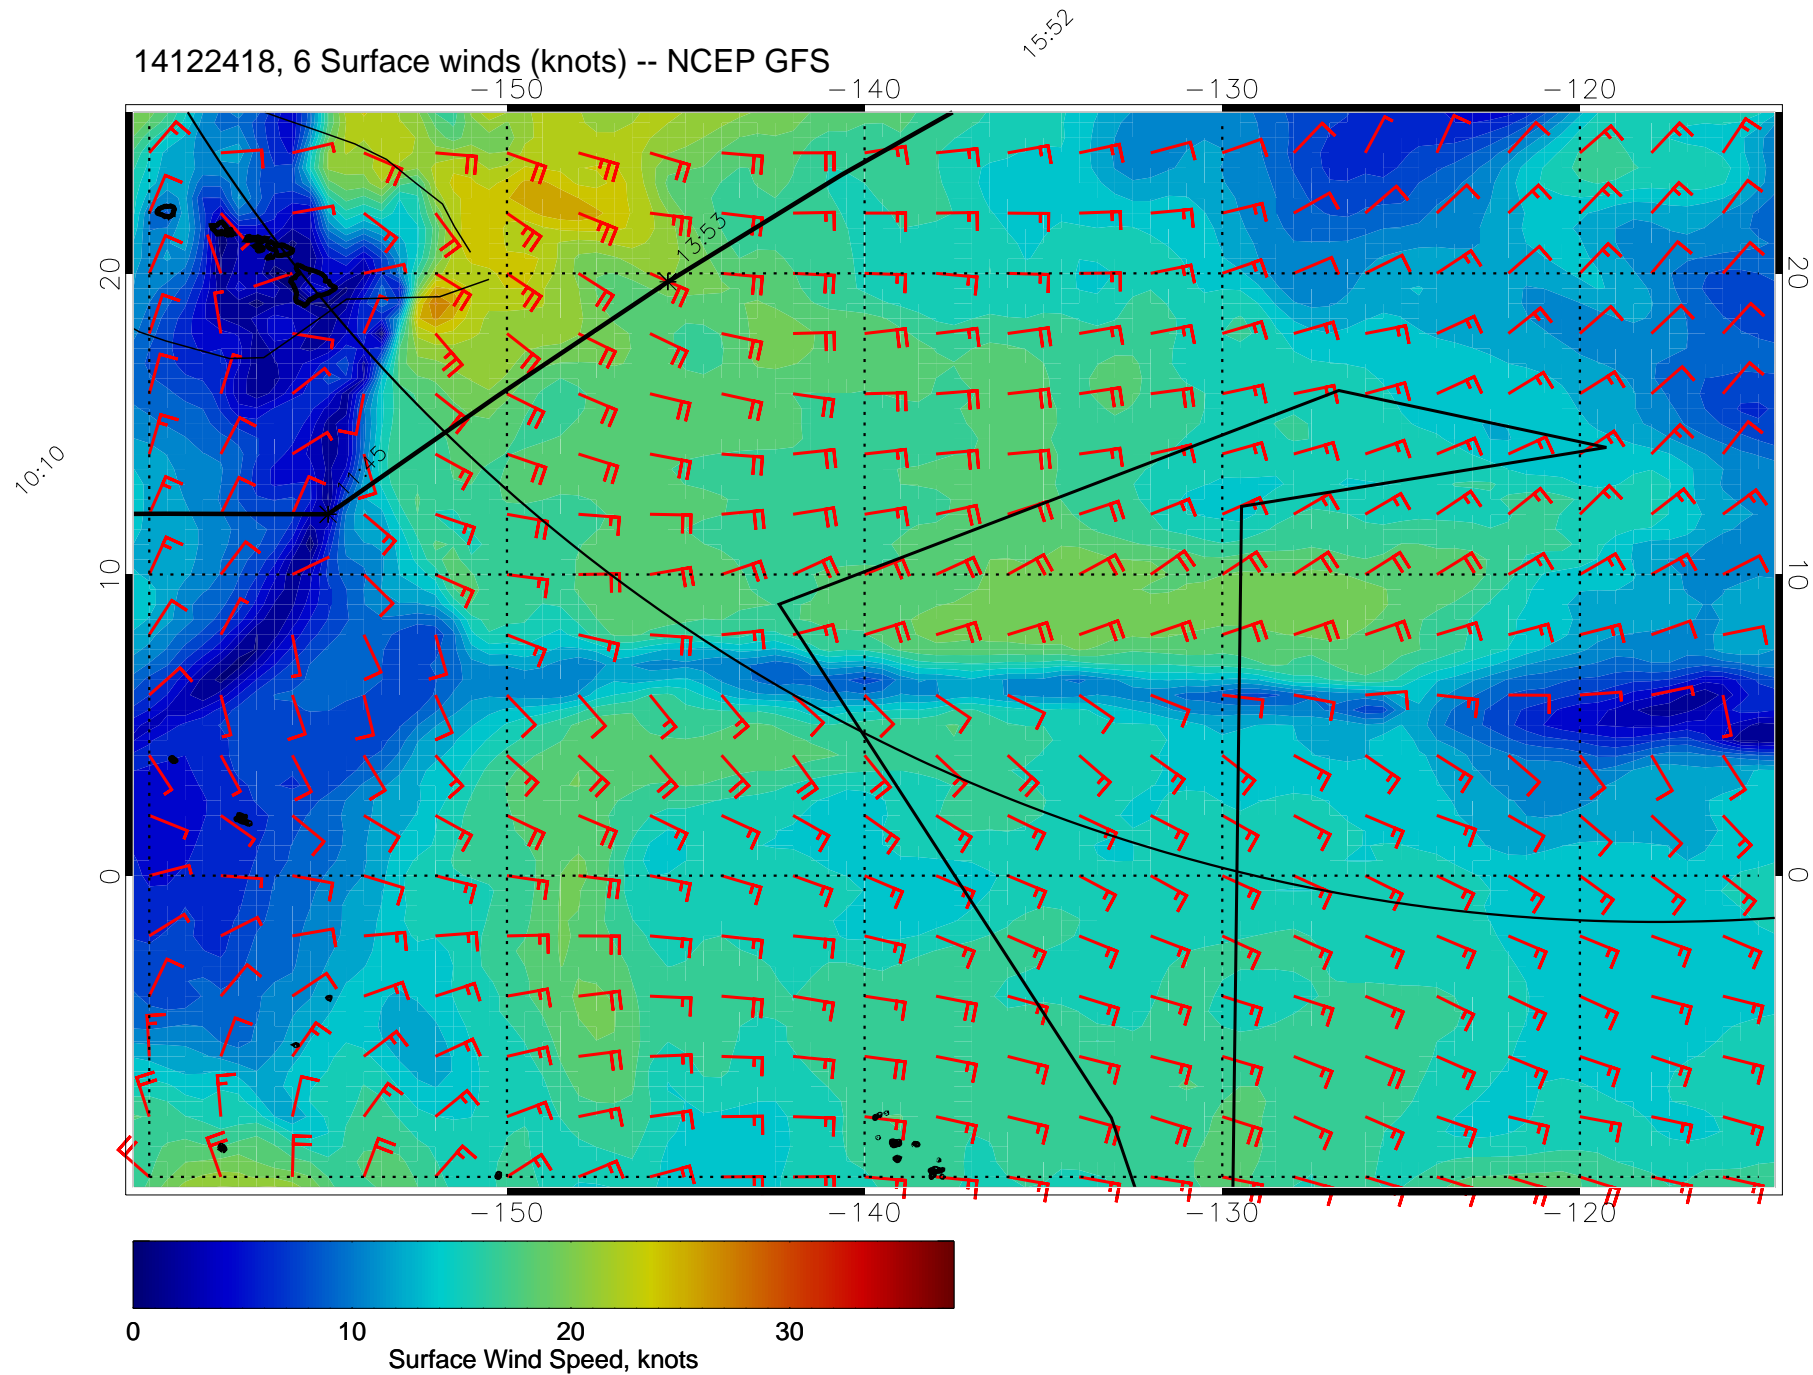 15:52
14122418, 6 Surface winds (knots) -- NCEP GFS
−150 −140 −130 −120
13:53
20 20
11:45
10:10
10 10
0 0
−150 −140 −130 −120
0 10 20 30
Surface Wind Speed, knots